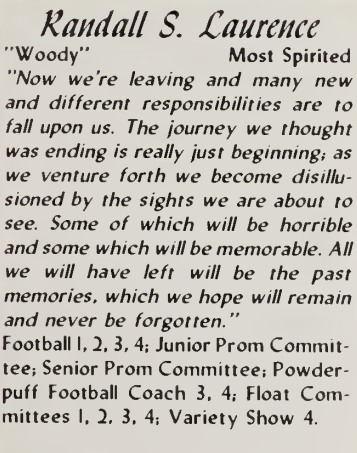 Randall S. Laurence
"Woody" Most Spirited
"Now we're leaving and many new
and different responsibilities are to
fall upon us. The journey we thought
was ending is really just beginning; as
we venture forth we become disillu-
sioned by the sights we are about to
see. Some of which will be horrible
and some which will be memorable. All
we will have left will be the past
memories, which we hope will remain
and never be forgotten."
Football 1, 2, 3, 4; Junior Prom Commit-
tee; Senior Prom Committee; Powder-
puff Football Coach 3, 4; Float Com-
mittees 1, 2, 3, 4; Variety Show 4.